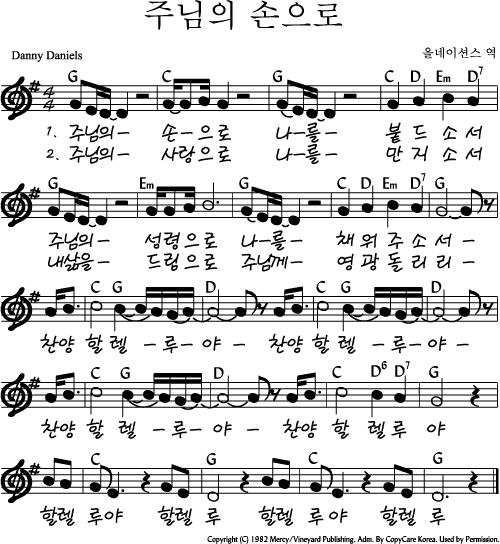 주님의 손으로
Danny Daniels 올네이션스 역
G C G C D Em D7
4 4
1. 주님의- 손-으로 나-를- 붙드소서
2. 주님의- 사랑으로 나-를- 만지소서
G Em G C D Em D7 G
주님의- 성령으로 나-를- 채워주소서-
내삶을- 드림으로 주님께- 영광돌리리-
C G D C G D
찬양 할렐-루-야- 찬양 할렐-루-야-
C G D C D6 D7 G
찬양 할렐-루-야- 찬양 할렐루야
C G C G
할렐루야 할렐루 할렐루야 할렐루
Copyright (C) 1982 Mercy/Vineyard Publishing. Adm. By CopyCare Korea. Used by Permission.